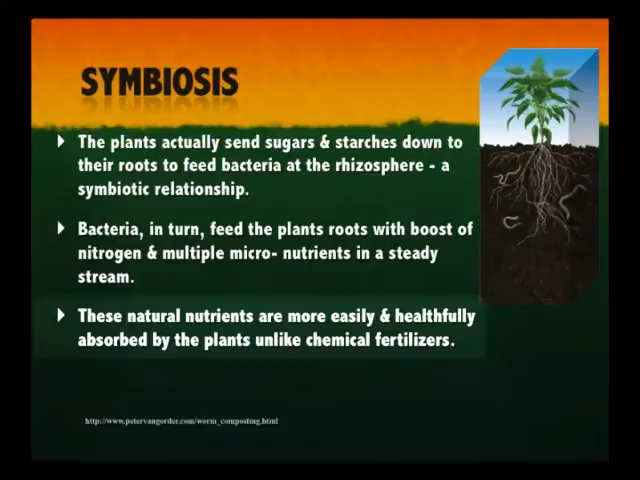 SYMBIOSIS
The plants actually send sugars & starches down to
their roots to feed bacteria at the rhizosphere - a
symbiotic relationship.
Bacteria, in turn, feed the plants roots with boost of
nitrogen & multiple micro- nutrients in a steady
stream.
These natural nutrients are more easily & healthfully
absorbed by the plants unlike chemical fertilizers.
http://www.petervangorder.com/worm_composting.html